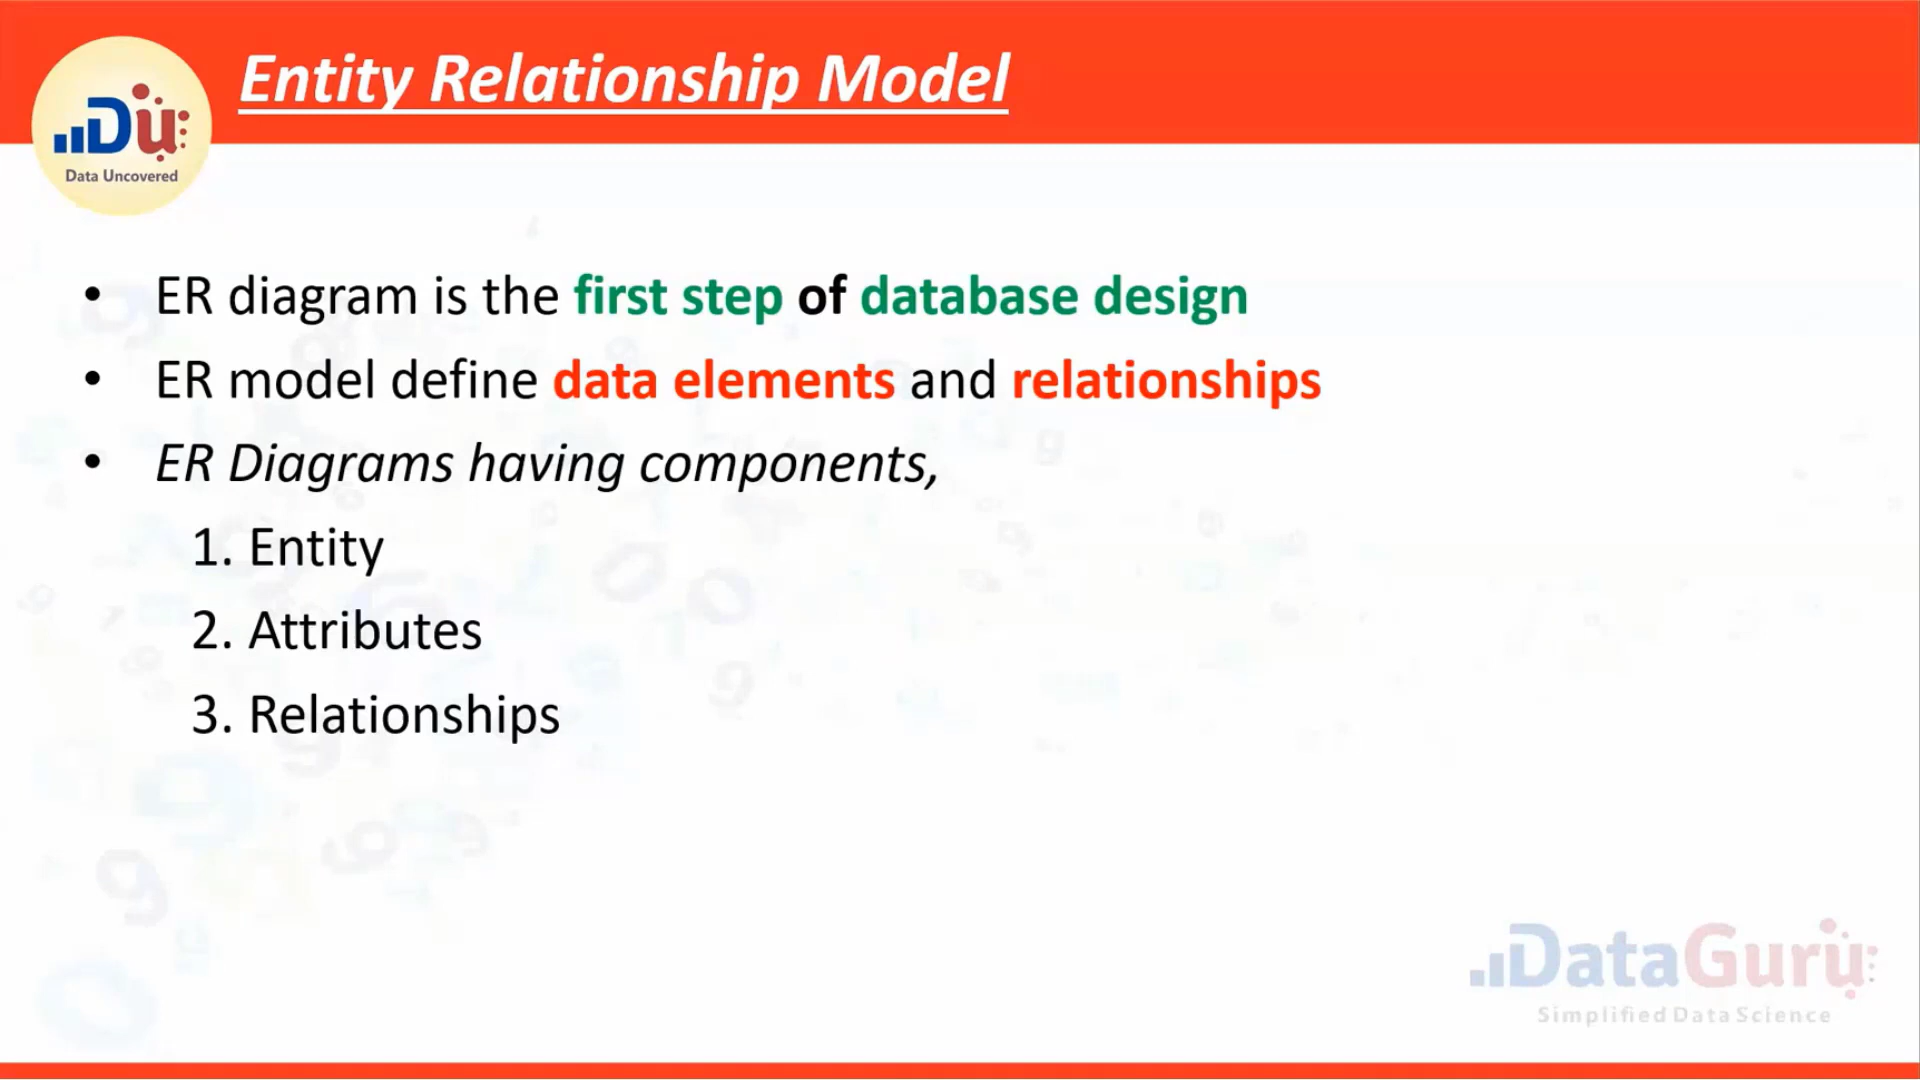 Entity Relationship Model
Du
Data Uncovered
• ER diagram is the first step of database design
• ER model define data elements and relationships
• ER Diagrams having components,
1. Entity
2. Attributes
3. Relationships
DataGuru
Simplified Data Science